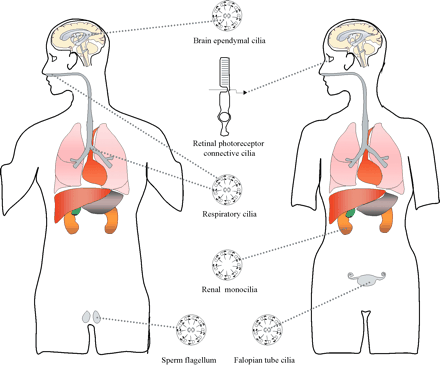 Brain ependymal cilia
Retinal photoreceptor
connective cilia
Respiratory cilia
Renal monocilia
Sperm flagellum
Falopian tube cilia